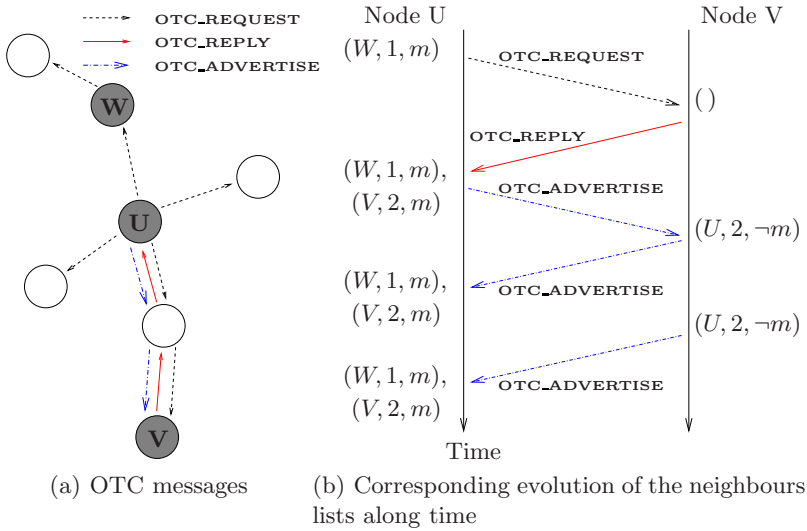 OTC_REQUEST
OTC_REPLY
OTC_ADVERTISE
W
U
V
(a) OTC messages
Node U
Node V
(W, 1, m)
OTC_REQUEST
( )
OTC_REPLY
(W, 1, m),
(V, 2, m)
OTC_ADVERTISE
(U, 2, ¬m)
(W, 1, m),
(V, 2, m)
OTC_ADVERTISE
(U, 2, ¬m)
(W, 1, m),
(V, 2, m)
OTC_ADVERTISE
Time
(b) Corresponding evolution of the neighbours
lists along time